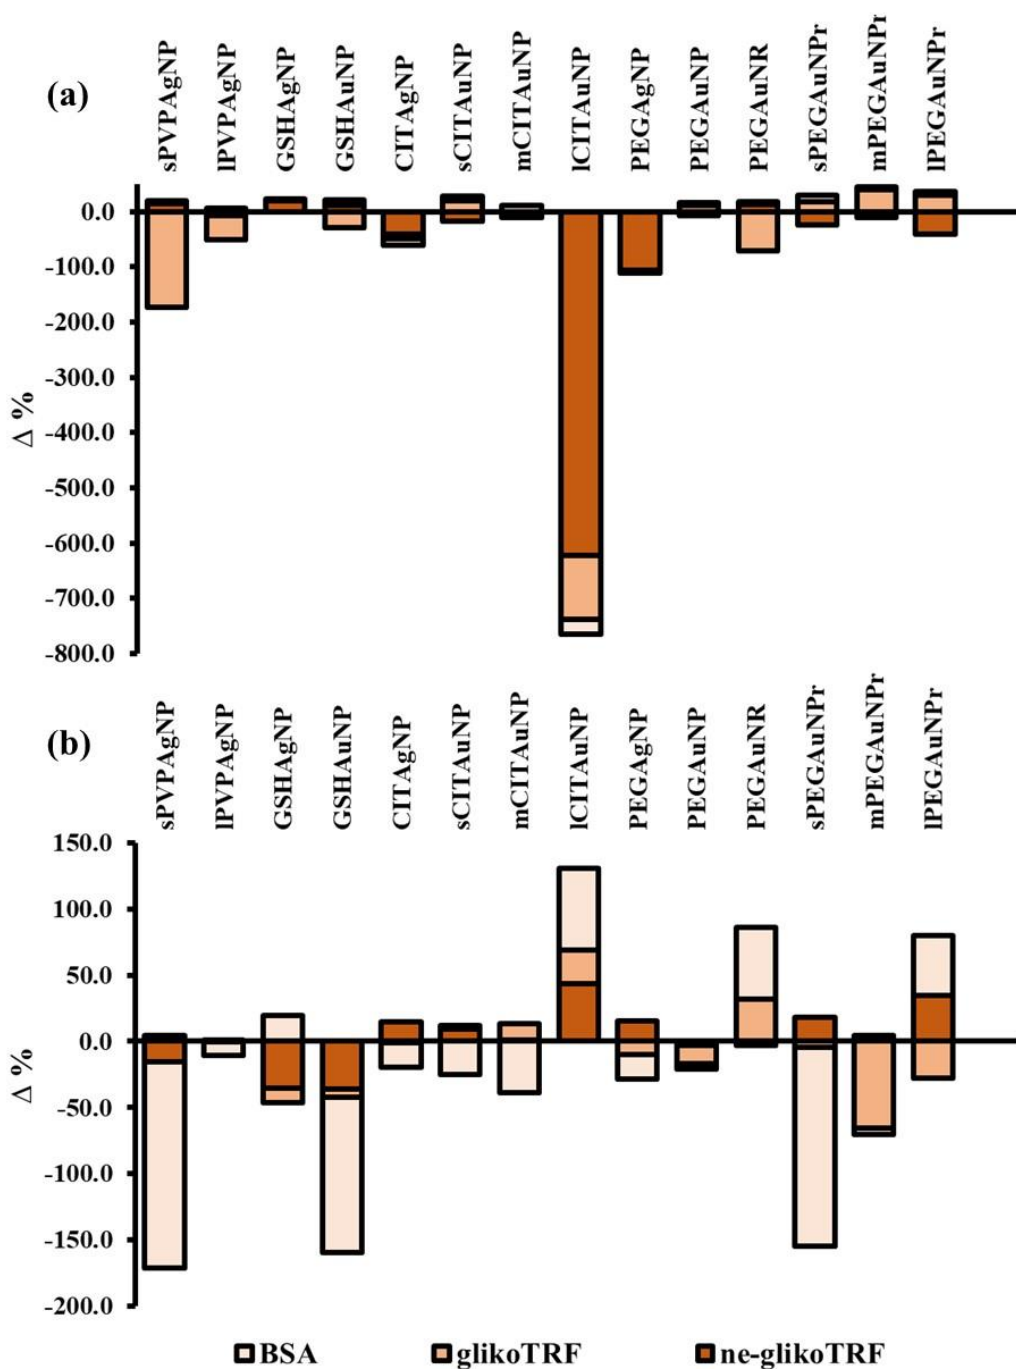 (a)
sPVPAgNP
lPVPAgNP
GSHAgNP
GSHAuNP
CITAgNP
sCITAuNP
mCITAuNP
lCITAuNP
PEGAgNP
PEGAuNP
PEGAuNR
sPEGAuNPr
mPEGAuNPr
lPEGAuNPr
Δ %
0.0
-100.0
-200.0
-300.0
-400.0
-500.0
-600.0
-700.0
-800.0
(b)
sPVPAgNP
lPVPAgNP
GSHAgNP
GSHAuNP
CITAgNP
sCITAuNP
mCITAuNP
lCITAuNP
PEGAgNP
PEGAuNP
PEGAuNR
sPEGAuNPr
mPEGAuNPr
lPEGAuNPr
Δ %
150.0
100.0
50.0
0.0
-50.0
-100.0
-150.0
-200.0
BSA glikoTRF ne-glikoTRF